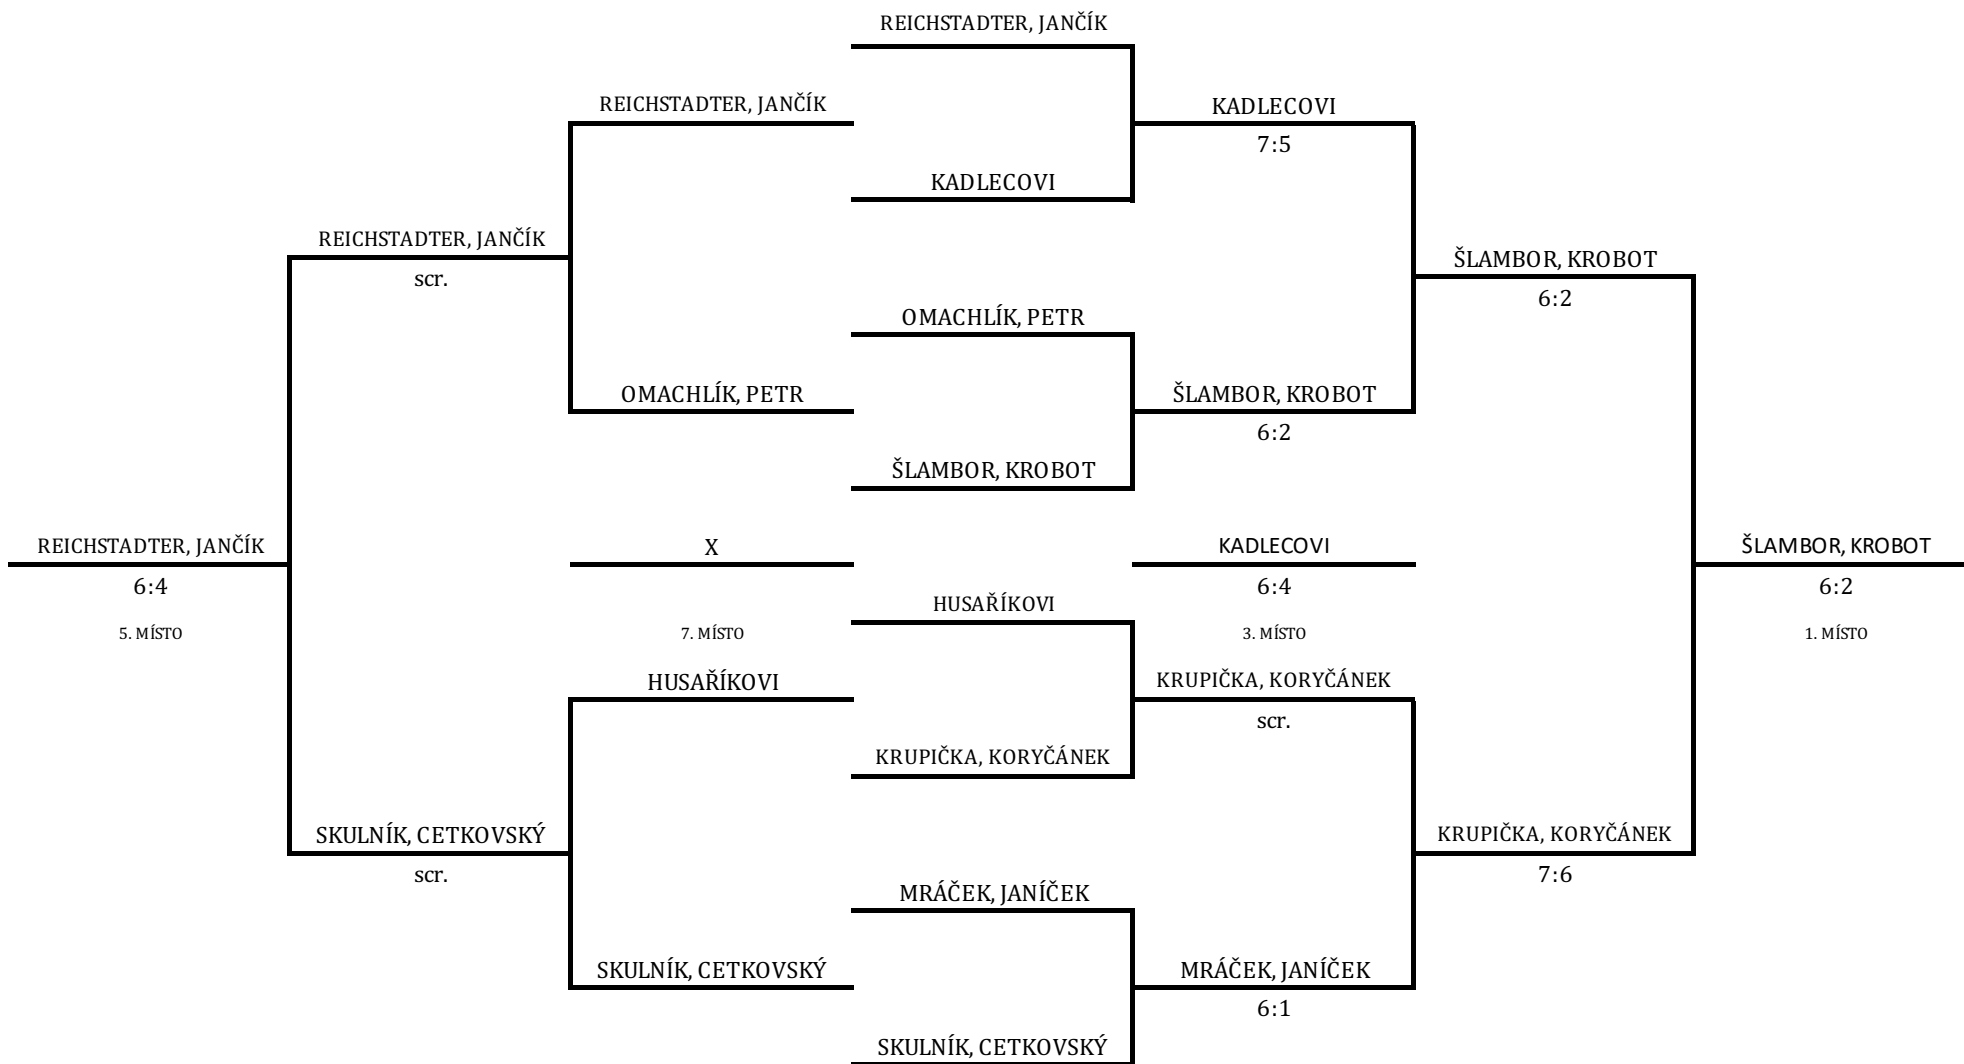 REICHSTADTER, JANČÍK
REICHSTADTER, JANČÍK
KADLECOVI
7:5
KADLECOVI
REICHSTADTER, JANČÍK
scr.
ŠLAMBOR, KROBOT
6:2
OMACHLÍK, PETR
OMACHLÍK, PETR
ŠLAMBOR, KROBOT
6:2
ŠLAMBOR, KROBOT
REICHSTADTER, JANČÍK
X
KADLECOVI
ŠLAMBOR, KROBOT
6:4
6:4
6:2
HUSAŘÍKOVI
5. MÍSTO
7. MÍSTO
3. MÍSTO
1. MÍSTO
HUSAŘÍKOVI
KRUPIČKA, KORYČÁNEK
scr.
KRUPIČKA, KORYČÁNEK
SKULNÍK, CETKOVSKÝ
scr.
KRUPIČKA, KORYČÁNEK
7:6
MRÁČEK, JANÍČEK
SKULNÍK, CETKOVSKÝ
MRÁČEK, JANÍČEK
6:1
SKULNÍK, CETKOVSKÝ